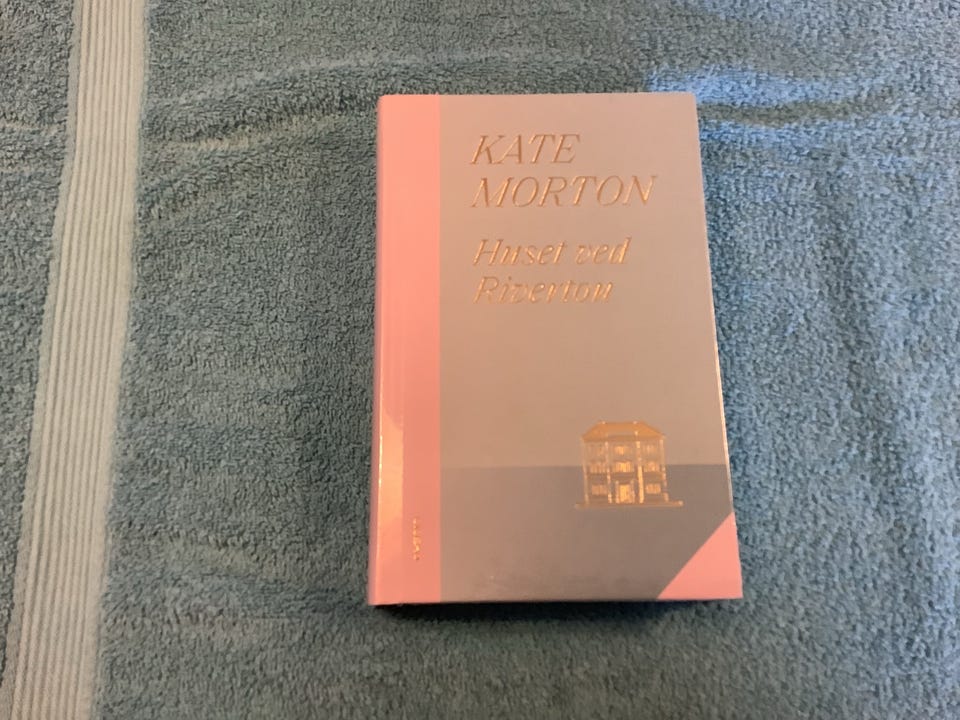 KATE
MORTON
Huset ved
Riverton